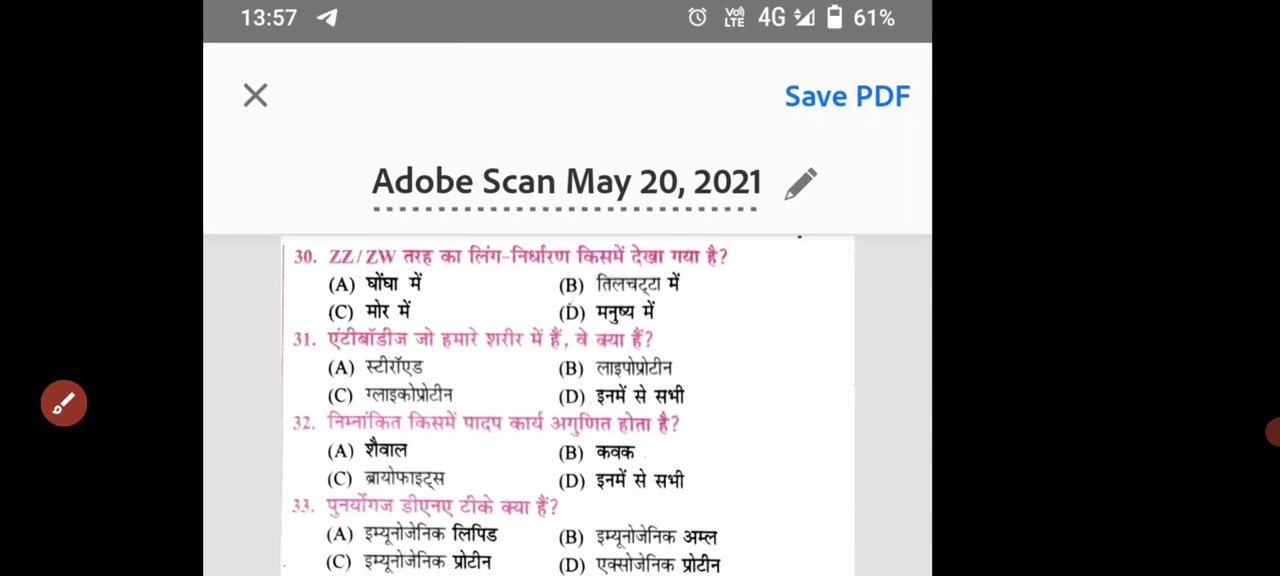 13:57 VoLTE 4G 61%
Save PDF
Adobe Scan May 20, 2021
30. ZZ/ZW तरह का लिंग-निर्धारण किसमें देखा गया है?
(A) घोंघा में (B) तिलचट्टा में
(C) मोर में (D) मनुष्य में
31. एंटीबॉडीज जो हमारे शरीर में हैं, वे क्या हैं?
(A) स्टीरॉएड (B) लाइपोप्रोटीन
(C) ग्लाइकोप्रोटीन (D) इनमें से सभी
32. निम्नांकित किसमें पादप कार्य अगुणित होता है?
(A) शैवाल (B) कवक
(C) ब्रायोफाइट्स (D) इनमें से सभी
33. पुनर्योगज डीएनए टीके क्या हैं?
(A) इम्यूनोजेनिक लिपिड (B) इम्यूनोजेनिक अम्ल
(C) इम्यूनोजेनिक प्रोटीन (D) एक्सोजेनिक प्रोटीन